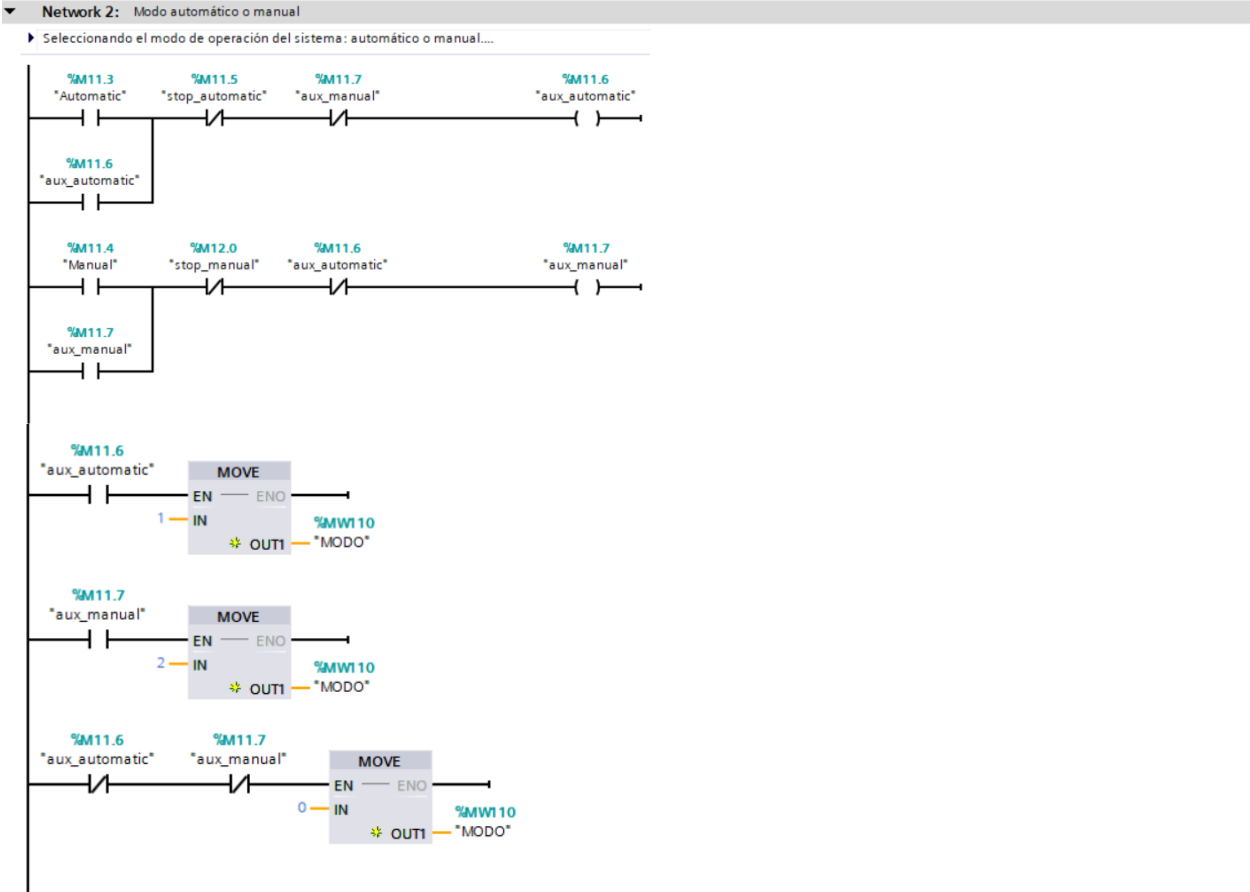 Network 2: Modo automático o manual
Seleccionando el modo de operación del sistema: automático o manual....
%M11.3 %M11.5 %M11.7 %M11.6
"Automatic" "stop_automatic" "aux_manual" "aux_automatic"
%M11.6
"aux_automatic"
%M11.4 %M12.0 %M11.6 %M11.7
"Manual" "stop_manual" "aux_automatic" "aux_manual"
%M11.7
"aux_manual"
%M11.6
"aux_automatic" MOVE
EN ENO
1 IN %MW110
OUT1 "MODO"
%M11.7
"aux_manual" MOVE
EN ENO
2 IN %MW110
OUT1 "MODO"
%M11.6 %M11.7
"aux_automatic" "aux_manual" MOVE
EN ENO
0 IN %MW110
OUT1 "MODO"